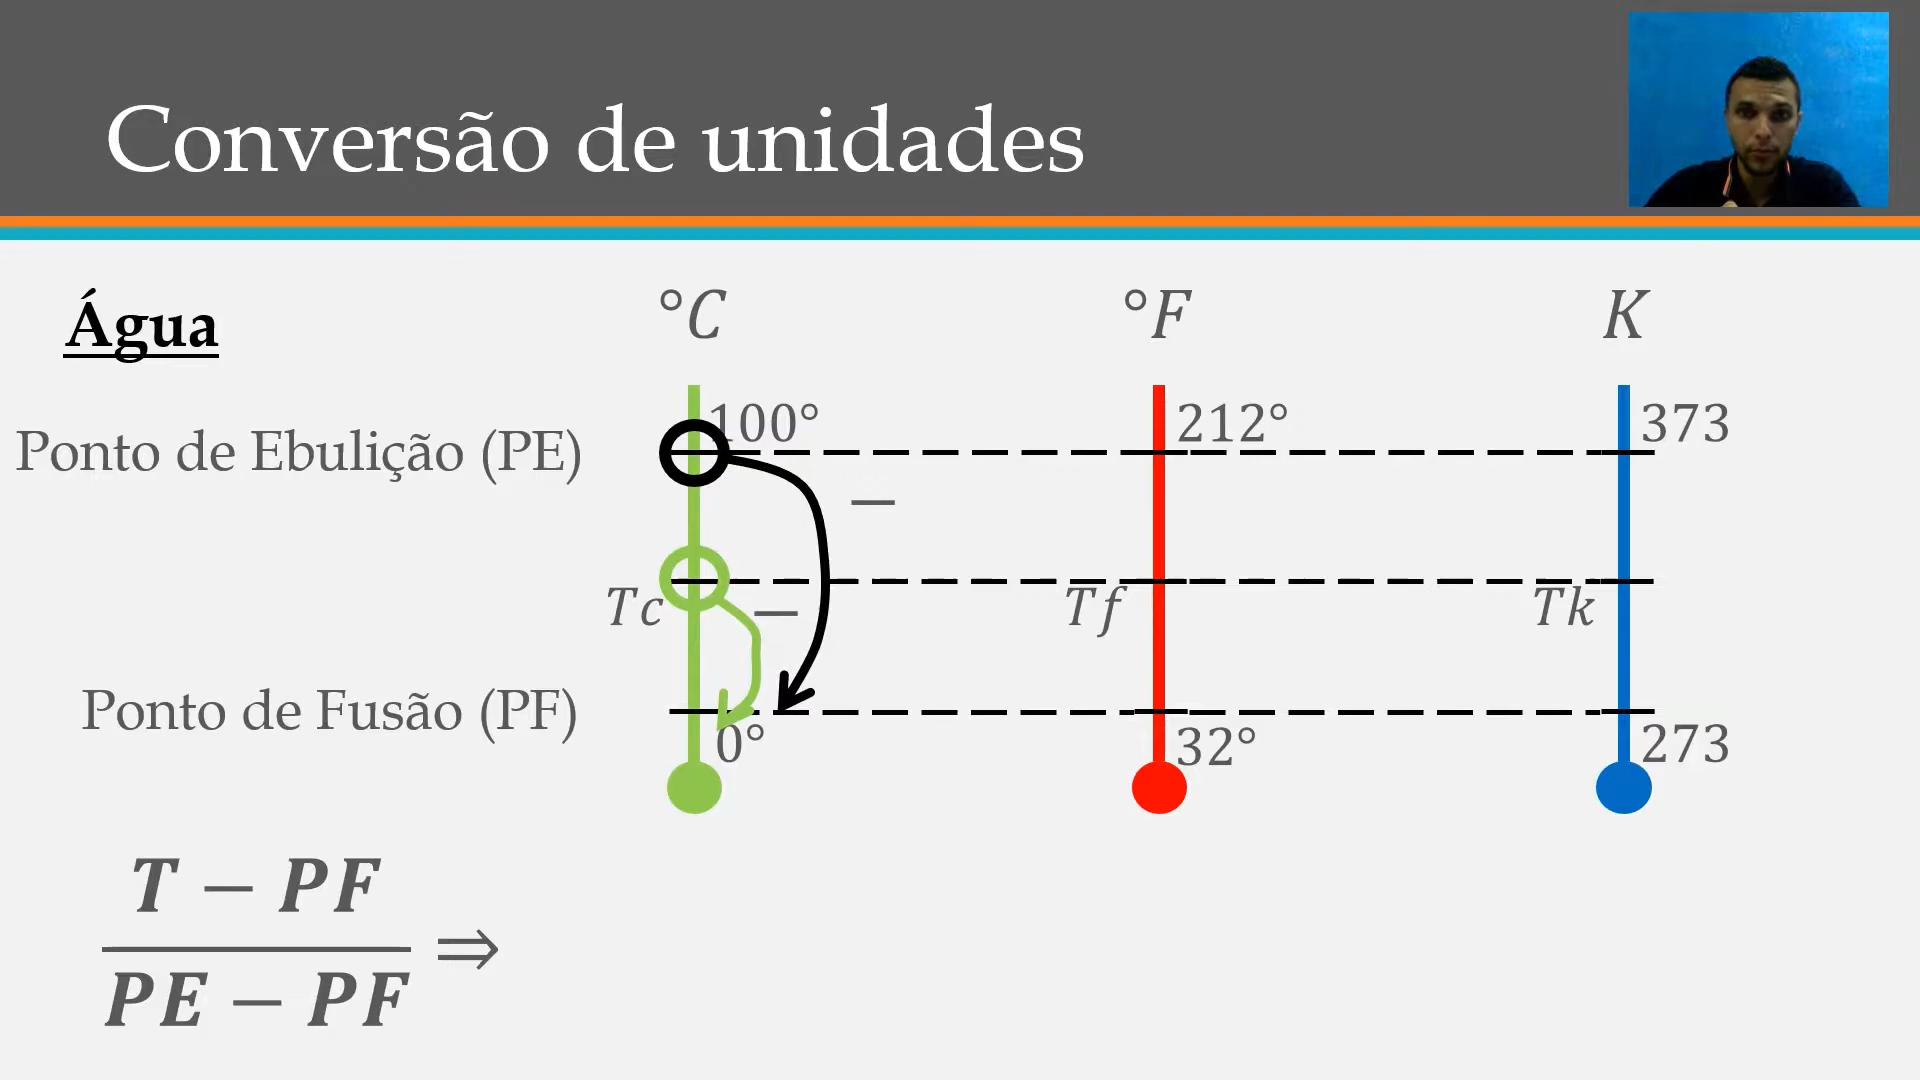 Conversão de unidades
Água
°C °F K
100° 212° 373
Ponto de Ebulição (PE)
−
Tc − Tf Tk
Ponto de Fusão (PF)
0° 32° 273
T − PF
PE − PF ⇒